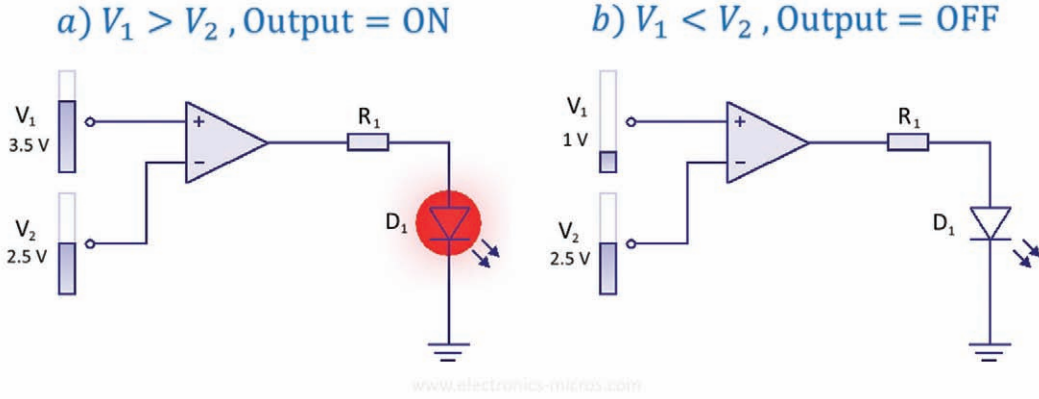 a) V₁ > V₂ , Output = ON
V₁
3.5 V
+
−
R₁
D₁
V₂
2.5 V
b) V₁ < V₂ , Output = OFF
V₁
1 V
+
−
R₁
D₁
V₂
2.5 V
www.electronics-micros.com